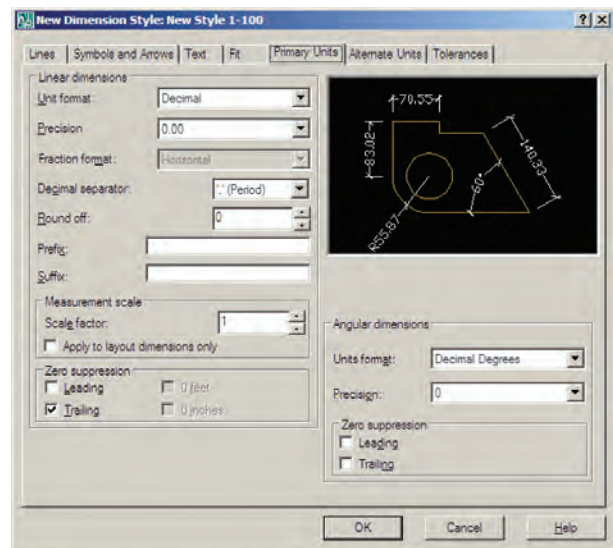 New Dimension Style: New Style 1-100
Lines Symbols and Arrows Text Fit Primary Units Alternate Units Tolerances
Linear dimensions
Unit format: Decimal
Precision 0.00
Fraction format: Horizontal
Decimal separator: '.' (Period)
Round off: 0
Prefix:
Suffix:
Measurement scale
Scale factor: 1
Apply to layout dimensions only
Zero suppression
Leading 0 feet
Trailing 0 inches
70.55
83.02
140.33
60°
R55.87
Angular dimensions
Units format: Decimal Degrees
Precision: 0
Zero suppression
Leading
Trailing
OK Cancel Help